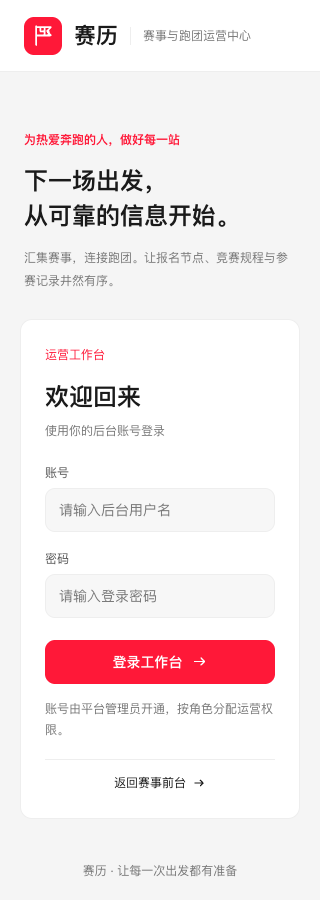 赛历
赛事与跑团运营中心
为热爱奔跑的人，做好每一站
下一场出发，
从可靠的信息开始。
汇集赛事，连接跑团。让报名节点、竞赛规程与参
赛记录井然有序。
运营工作台
欢迎回来
使用你的后台账号登录
账号
请输入后台用户名
密码
请输入登录密码
登录工作台 →
账号由平台管理员开通，按角色分配运营权
限。
返回赛事前台 →
赛历 · 让每一次出发都有准备